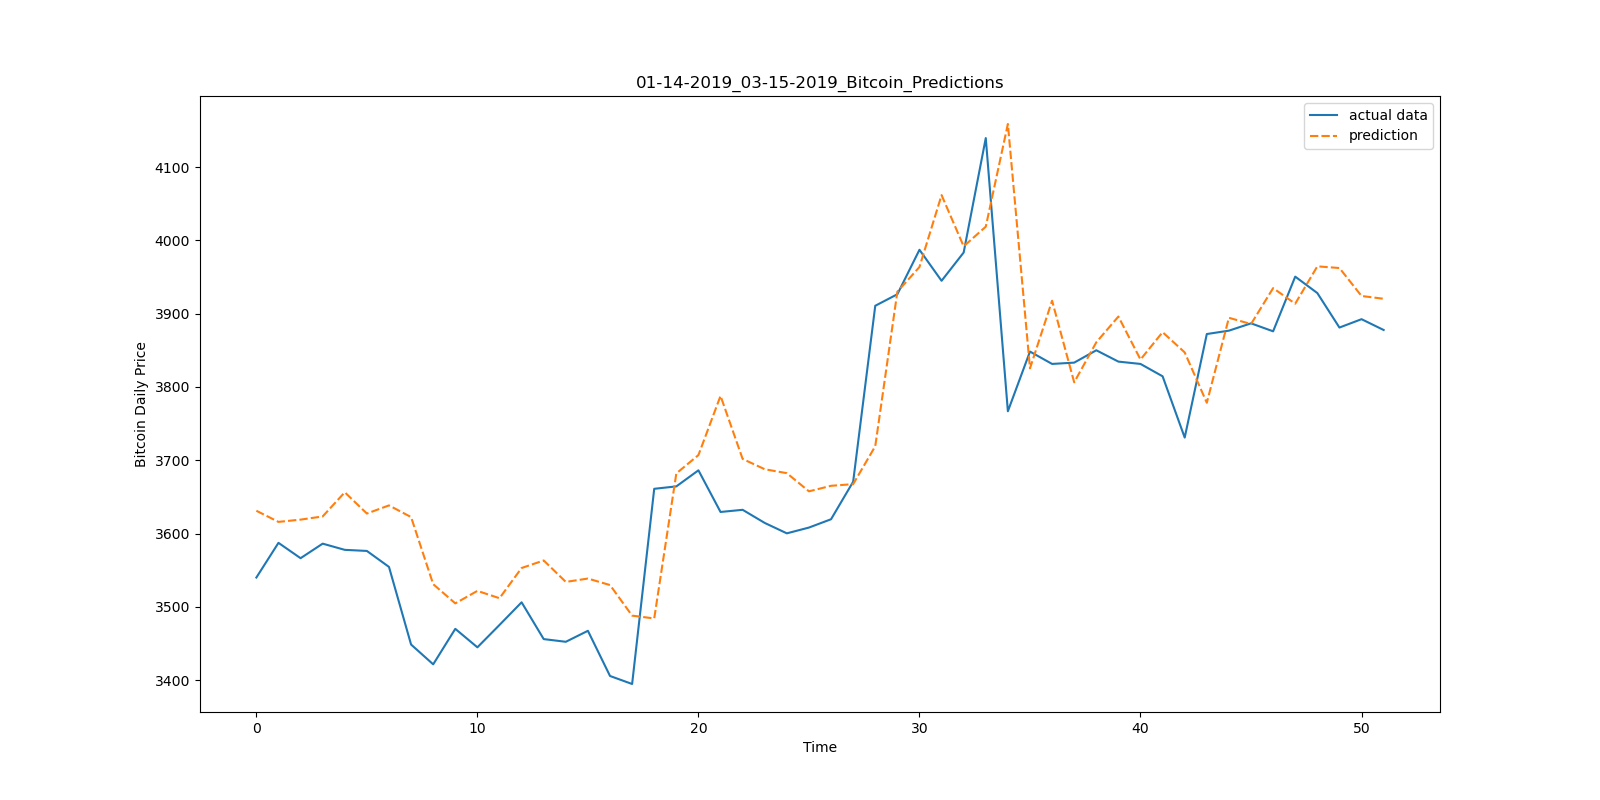 01-14-2019_03-15-2019_Bitcoin_Predictions
actual data
prediction
4100
4000
3900
3800
3700
3600
3500
3400
Bitcoin Daily Price
0 10 20 30 40 50
Time